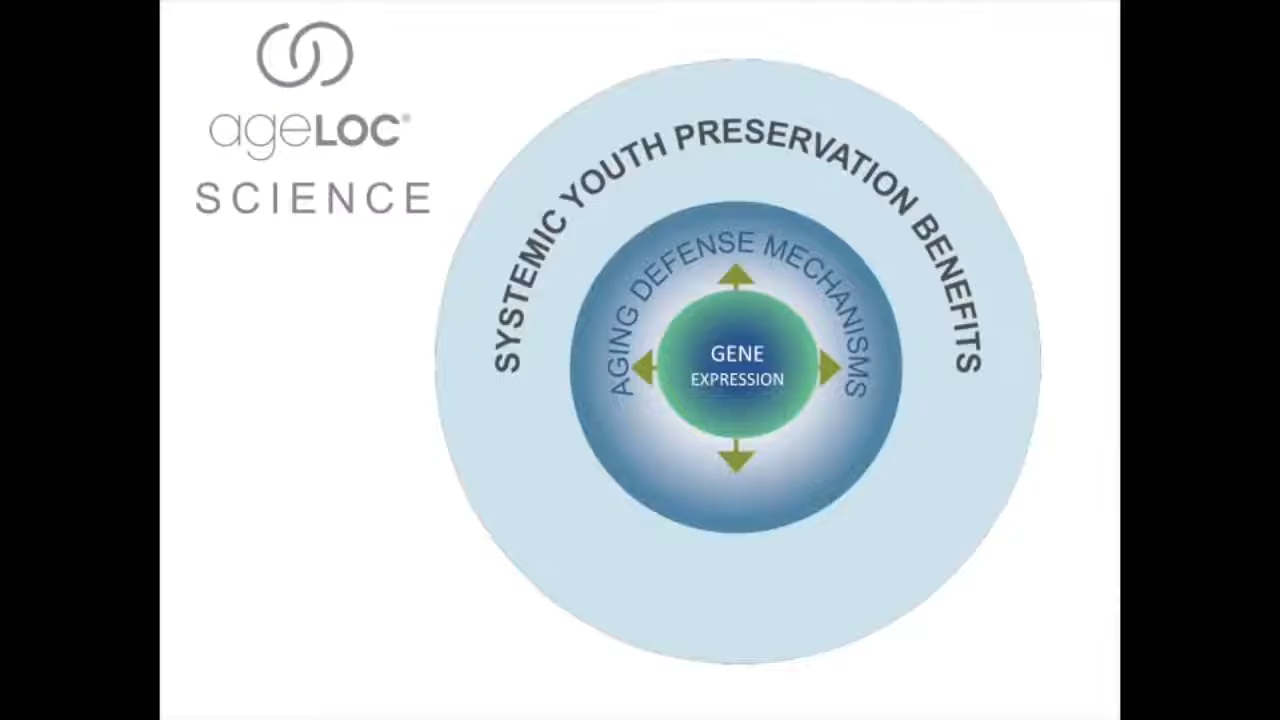 ageLOC®
SCIENCE
SYSTEMIC YOUTH PRESERVATION BENEFITS
AGING DEFENSE MECHANISMS
GENE
EXPRESSION